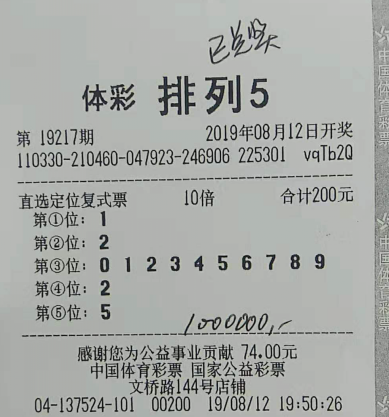 已兑奖
体彩 排列5
第 19217期 2019年08月12日开奖
110330-210460-047923-246906 225301 vqTb2Q
直选定位复式票 10倍 合计200元
第①位: 1
第②位: 2
第③位: 0 1 2 3 4 5 6 7 8 9
第④位: 2
第⑤位: 5
1000000,-
感谢您为公益事业贡献 74.00元
中国体育彩票 国家公益彩票
文桥路144号店铺
04-137524-101 00200 19/08/12 19:50:26
中国体育彩票